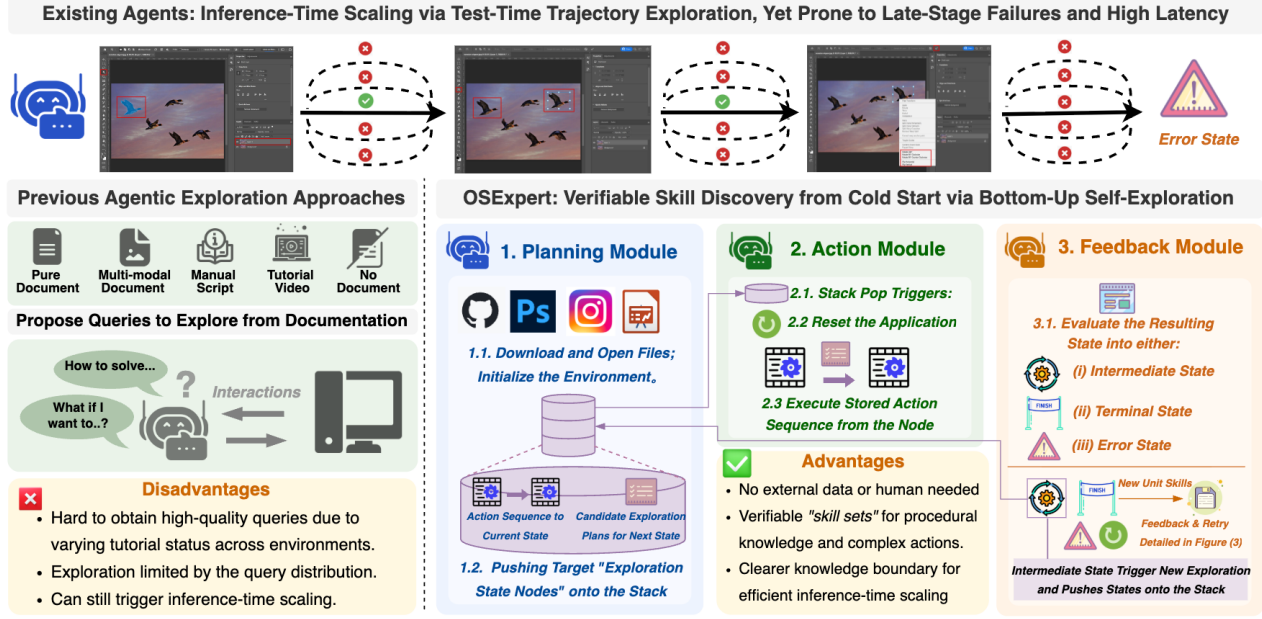 Existing Agents: Inference-Time Scaling via Test-Time Trajectory Exploration, Yet Prone to Late-Stage Failures and High Latency
Error State
Previous Agentic Exploration Approaches
Pure
Document
Multi-modal
Document
Manual
Script
Tutorial
Video
No
Document
Propose Queries to Explore from Documentation
How to solve...
What if I
want to..?
?
Interactions
Disadvantages
• Hard to obtain high-quality queries due to
varying tutorial status across environments.
• Exploration limited by the query distribution.
• Can still trigger inference-time scaling.
OSExpert: Verifiable Skill Discovery from Cold Start via Bottom-Up Self-Exploration
1. Planning Module
Ps
1.1. Download and Open Files;
Initialize the Environment。
Action Sequence to
Current State
Candidate Exploration
Plans for Next State
1.2. Pushing Target "Exploration
State Nodes" onto the Stack
2. Action Module
2.1. Stack Pop Triggers:
2.2 Reset the Application
2.3 Execute Stored Action
Sequence from the Node
Advantages
• No external data or human needed
• Verifiable "skill sets" for procedural
knowledge and complex actions.
• Clearer knowledge boundary for
efficient inference-time scaling
3. Feedback Module
3.1. Evaluate the Resulting
State into either:
(i) Intermediate State
FINISH
(ii) Terminal State
(iii) Error State
FINISH
New Unit Skills
Feedback & Retry
Detailed in Figure (3)
Intermediate State Trigger New Exploration
and Pushes States onto the Stack